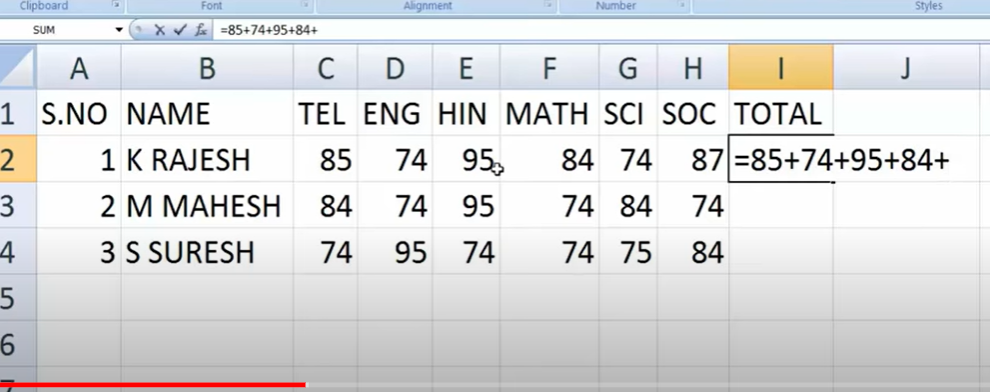 Clipboard Font Alignment Number Styles
SUM fx =85+74+95+84+
A B C D E F G H I J
1 S.NO NAME TEL ENG HIN MATH SCI SOC TOTAL
2 1 K RAJESH 85 74 95 84 74 87 =85+74+95+84+
3 2 M MAHESH 84 74 95 74 84 74
4 3 S SURESH 74 95 74 74 75 84
5
6